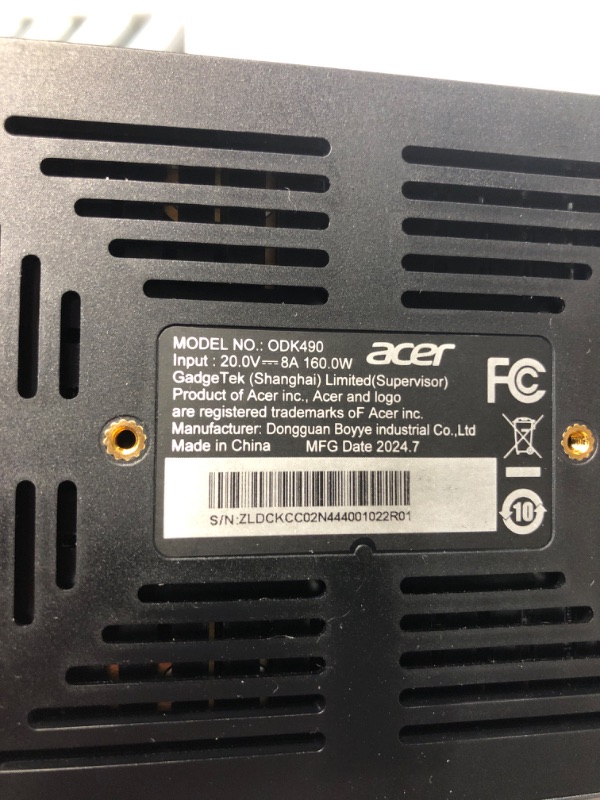 MODEL NO.: ODK490
Input : 20.0V⎓8A 160.0W
acer
GadgeTek (Shanghai) Limited(Supervisor)
Product of Acer inc., Acer and logo
are registered trademarks of Acer inc.
Manufacturer: Dongguan Boyye industrial Co.,Ltd
Made in China MFG Date 2024.7
FC
10
S/N:ZLDCKCC02N444001022R01